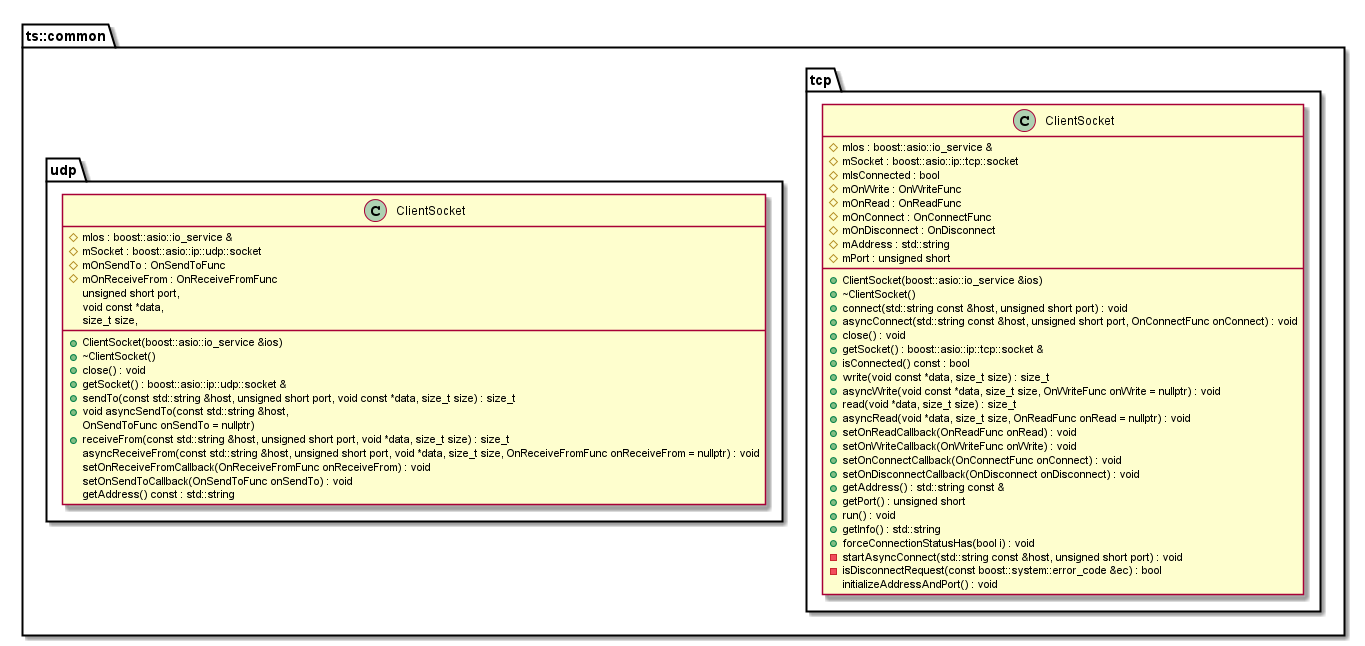 ts::common
udp
C ClientSocket
mIos : boost::asio::io_service &
mSocket : boost::asio::ip::udp::socket
mOnSendTo : OnSendToFunc
mOnReceiveFrom : OnReceiveFromFunc
unsigned short port,
void const *data,
size_t size,
ClientSocket(boost::asio::io_service &ios)
~ClientSocket()
close() : void
getSocket() : boost::asio::ip::udp::socket &
sendTo(const std::string &host, unsigned short port, void const *data, size_t size) : size_t
void asyncSendTo(const std::string &host,
OnSendToFunc onSendTo = nullptr)
receiveFrom(const std::string &host, unsigned short port, void *data, size_t size) : size_t
asyncReceiveFrom(const std::string &host, unsigned short port, void *data, size_t size, OnReceiveFromFunc onReceiveFrom = nullptr) : void
setOnReceiveFromCallback(OnReceiveFromFunc onReceiveFrom) : void
setOnSendToCallback(OnSendToFunc onSendTo) : void
getAddress() const : std::string
tcp
C ClientSocket
mIos : boost::asio::io_service &
mSocket : boost::asio::ip::tcp::socket
mIsConnected : bool
mOnWrite : OnWriteFunc
mOnRead : OnReadFunc
mOnConnect : OnConnectFunc
mOnDisconnect : OnDisconnect
mAddress : std::string
mPort : unsigned short
ClientSocket(boost::asio::io_service &ios)
~ClientSocket()
connect(std::string const &host, unsigned short port) : void
asyncConnect(std::string const &host, unsigned short port, OnConnectFunc onConnect) : void
close() : void
getSocket() : boost::asio::ip::tcp::socket &
isConnected() const : bool
write(void const *data, size_t size) : size_t
asyncWrite(void const *data, size_t size, OnWriteFunc onWrite = nullptr) : void
read(void *data, size_t size) : size_t
asyncRead(void *data, size_t size, OnReadFunc onRead = nullptr) : void
setOnReadCallback(OnReadFunc onRead) : void
setOnWriteCallback(OnWriteFunc onWrite) : void
setOnConnectCallback(OnConnectFunc onConnect) : void
setOnDisconnectCallback(OnDisconnect onDisconnect) : void
getAddress() : std::string const &
getPort() : unsigned short
run() : void
getInfo() : std::string
forceConnectionStatusHas(bool i) : void
startAsyncConnect(std::string const &host, unsigned short port) : void
isDisconnectRequest(const boost::system::error_code &ec) : bool
initializeAddressAndPort() : void